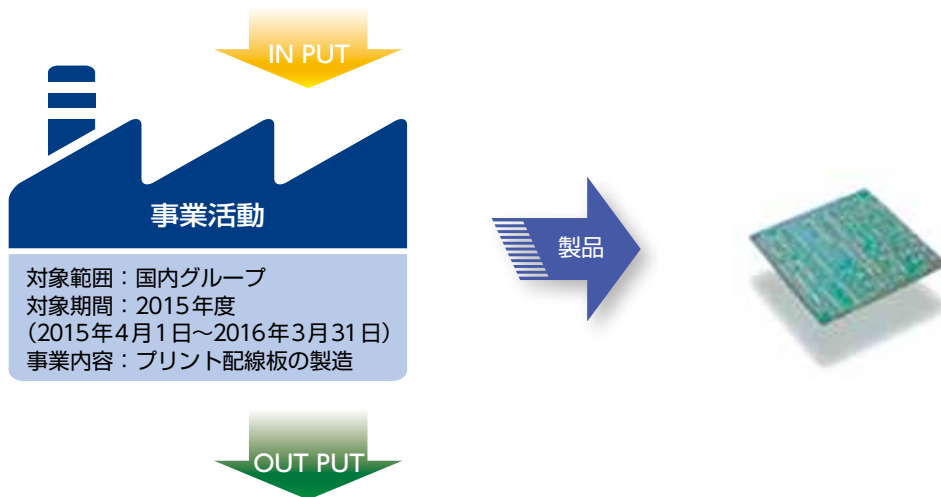 IN PUT
事業活動
対象範囲：国内グループ
対象期間：2015年度
（2015年4月1日～2016年3月31日）
事業内容：プリント配線板の製造
製品
OUT PUT